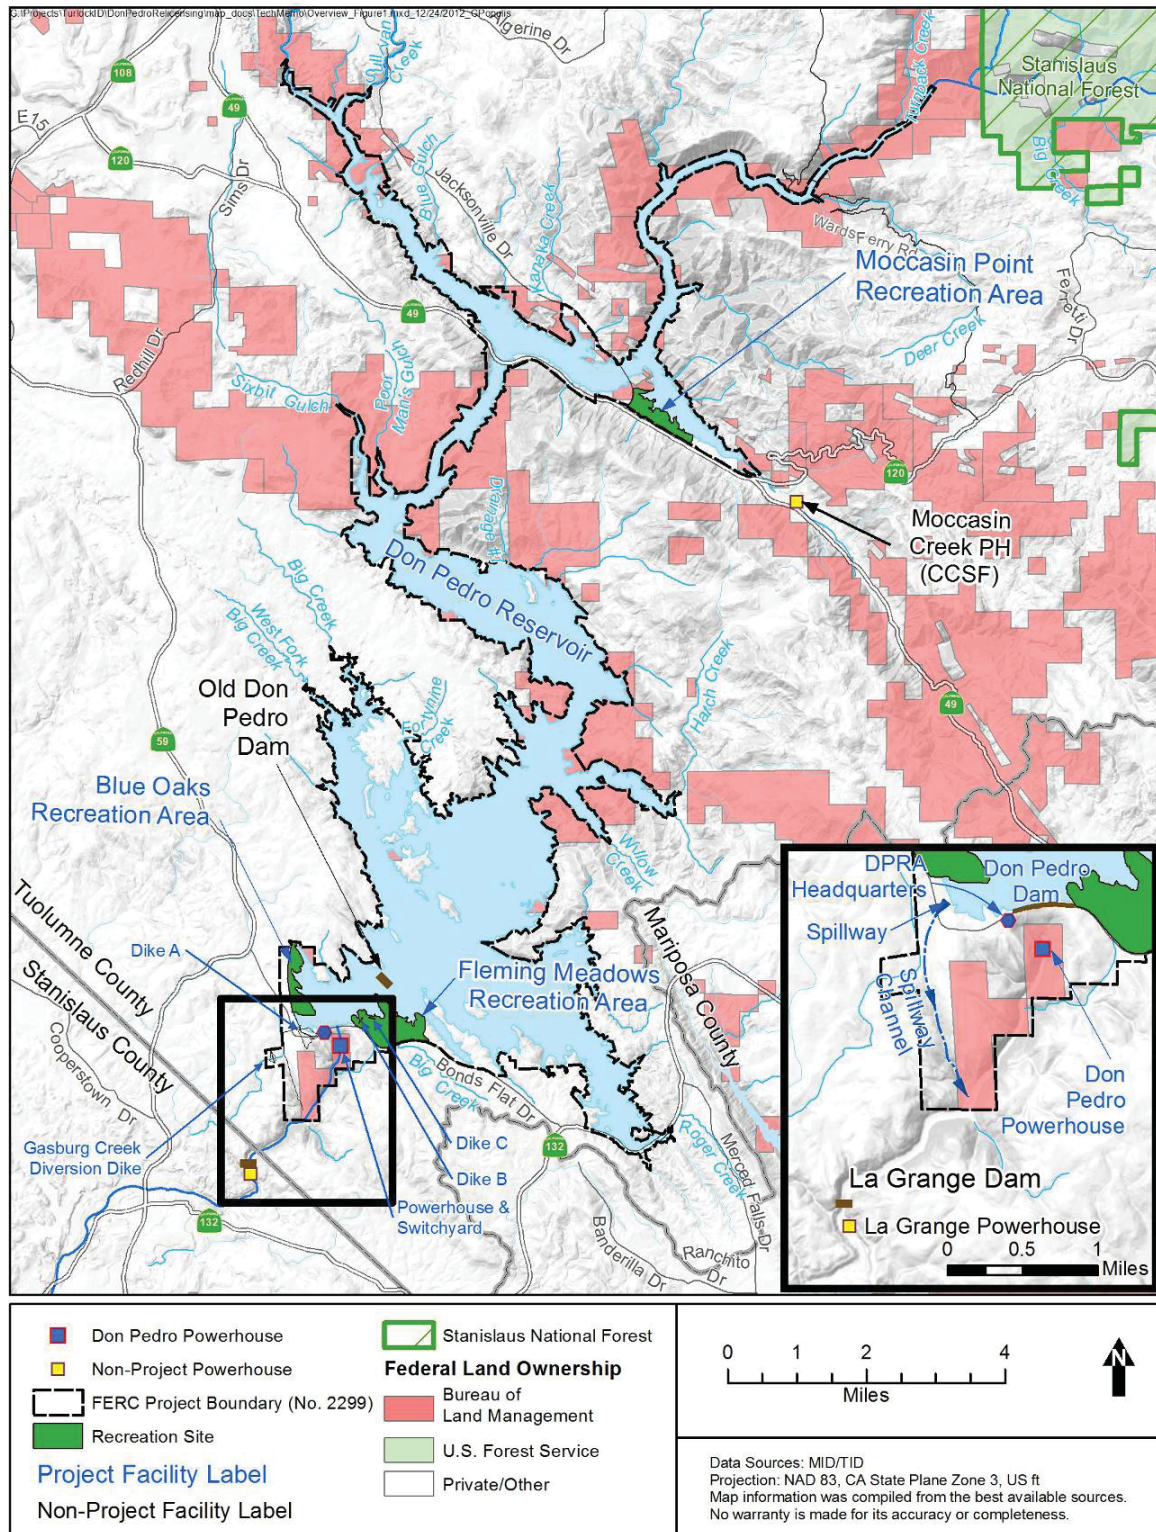 G:\Projects\TurlockID\DonPedroRelicensing\map_docs\TechMemo\Overview_Figure1.mxd_12/24/2012_GPongiis
Algerine Dr
Sullivan
Creek
Turnback Creek
Stanislaus
National Forest
108
49
E15
120
Sims Dr
Blue Gulch
Jacksonville Dr
Kanaka Creek
Big
Creek
Wards Ferry Rd
Moccasin Point
Recreation Area
Ferretti Dr
Deer Creek
49
Redhill Dr
Sixbit Gulch
Poor
Man's Gulch
120
Drainage #1
Moccasin
Creek PH
(CCSF)
Don Pedro Reservoir
Big Creek
West Fork
Big Creek
Hatch Creek
Old Don
Pedro
Dam
Fortynine
Creek
49
59
Blue Oaks
Recreation Area
Willow
Creek
Tuolumne County
Stanislaus County
Mariposa County
Dike A
Fleming Meadows
Recreation Area
Cooperstown Dr
Big Creek
Bonds Flat Dr
Gasburg Creek
Diversion Dike
Dike C
Dike B
Powerhouse &
Switchyard
132
132
Rogers Creek
Merced Falls Dr
Ranchito
Dr
Banderilla Dr
DPRA
Headquarters
Don Pedro
Dam
Spillway
Spillway
Channel
Don
Pedro
Powerhouse
La Grange Dam
La Grange Powerhouse
0 0.5 1
Miles
Don Pedro Powerhouse
Non-Project Powerhouse
FERC Project Boundary (No. 2299)
Recreation Site
Project Facility Label
Non-Project Facility Label
Stanislaus National Forest
Federal Land Ownership
Bureau of
Land Management
U.S. Forest Service
Private/Other
0 1 2 4
Miles
N
Data Sources: MID/TID
Projection: NAD 83, CA State Plane Zone 3, US ft
Map information was compiled from the best available sources.
No warranty is made for its accuracy or completeness.